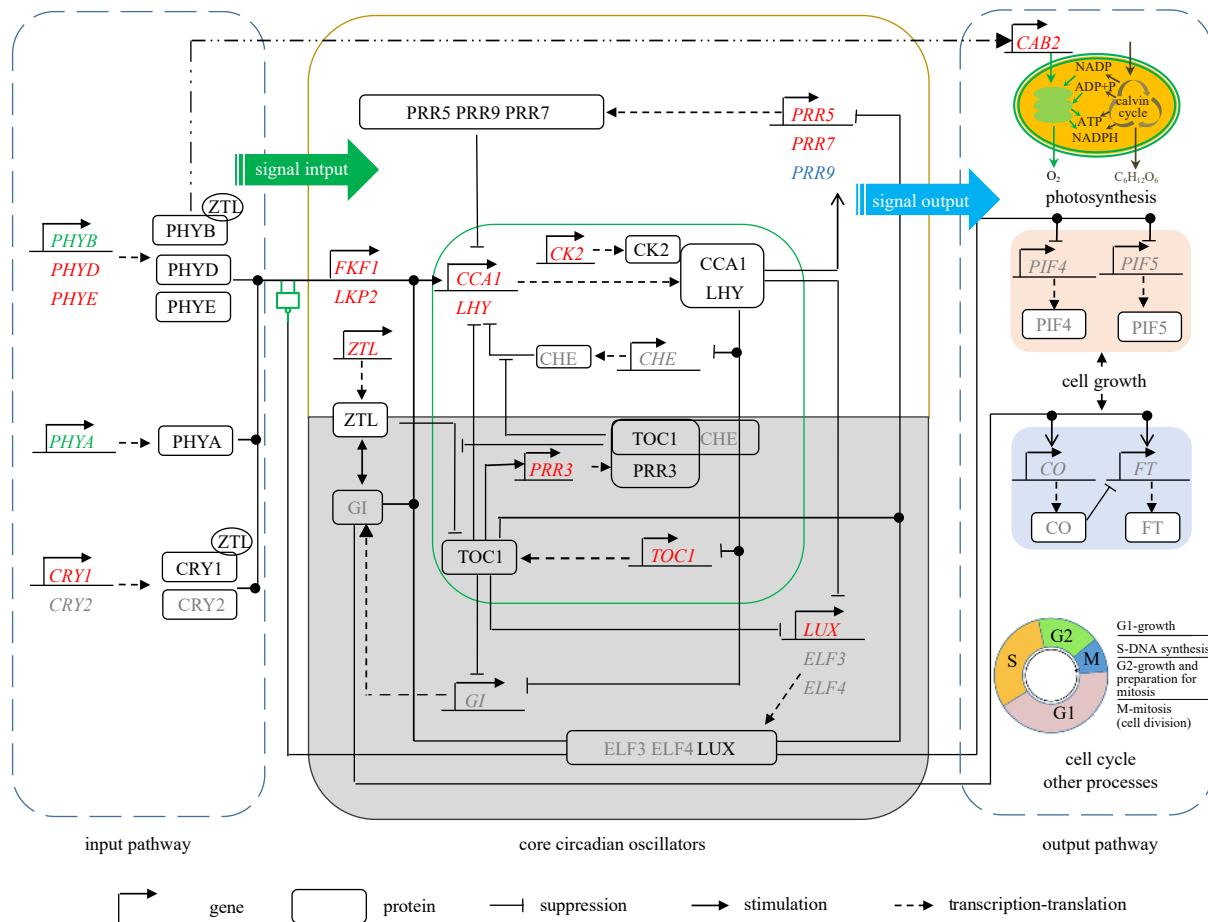 CAB2
NADP
ADP+P
calvin
cycle
ATP
NADPH
O2
C6H12O6
photosynthesis
PRR5 PRR9 PRR7
PRR5
PRR7
PRR9
signal intput
signal output
ZTL
PHYB
PHYB
PHYD
PHYE
PHYD
PHYE
FKF1
LKP2
CK2
CK2
CCA1
LHY
CCA1
LHY
PIF4
PIF5
PIF4
PIF5
ZTL
CHE
CHE
cell growth
ZTL
PHYA
PHYA
TOC1
CHE
PRR3
PRR3
CO
FT
GI
CO
FT
ZTL
CRY1
CRY1
CRY2
CRY2
TOC1
TOC1
LUX
ELF3
ELF4
GI
ELF3 ELF4 LUX
G2
S
M
G1
G1-growth
S-DNA synthesis
G2-growth and
preparation for
mitosis
M-mitosis
(cell division)
cell cycle
other processes
input pathway
core circadian oscillators
output pathway
gene
protein
suppression
stimulation
transcription-translation